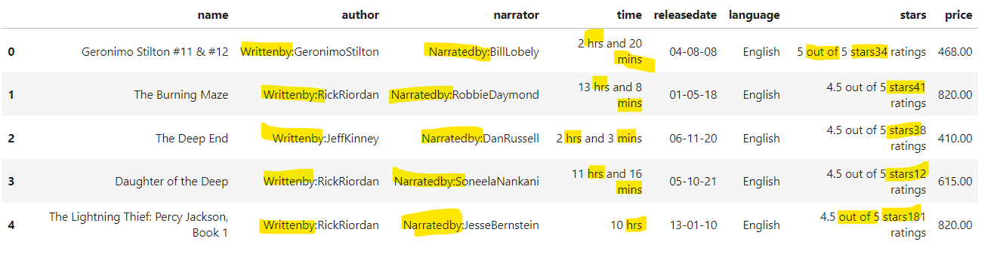 name author narrator time releasedate language stars price
0 Geronimo Stilton #11 & #12 Writtenby:GeronimoStilton Narratedby:BillLobely 2 hrs and 20
mins 04-08-08 English 5 out of 5 stars34 ratings 468.00
1 The Burning Maze Writtenby:RickRiordan Narratedby:RobbieDaymond 13 hrs and 8
mins 01-05-18 English 4.5 out of 5 stars41
ratings 820.00
2 The Deep End Writtenby:JeffKinney Narratedby:DanRussell 2 hrs and 3 mins 06-11-20 English 4.5 out of 5 stars38
ratings 410.00
3 Daughter of the Deep Writtenby:RickRiordan Narratedby:SoneelaNankani 11 hrs and 16
mins 05-10-21 English 4.5 out of 5 stars12
ratings 615.00
4 The Lightning Thief: Percy Jackson,
Book 1 Writtenby:RickRiordan Narratedby:JesseBernstein 10 hrs 13-01-10 English 4.5 out of 5 stars181
ratings 820.00